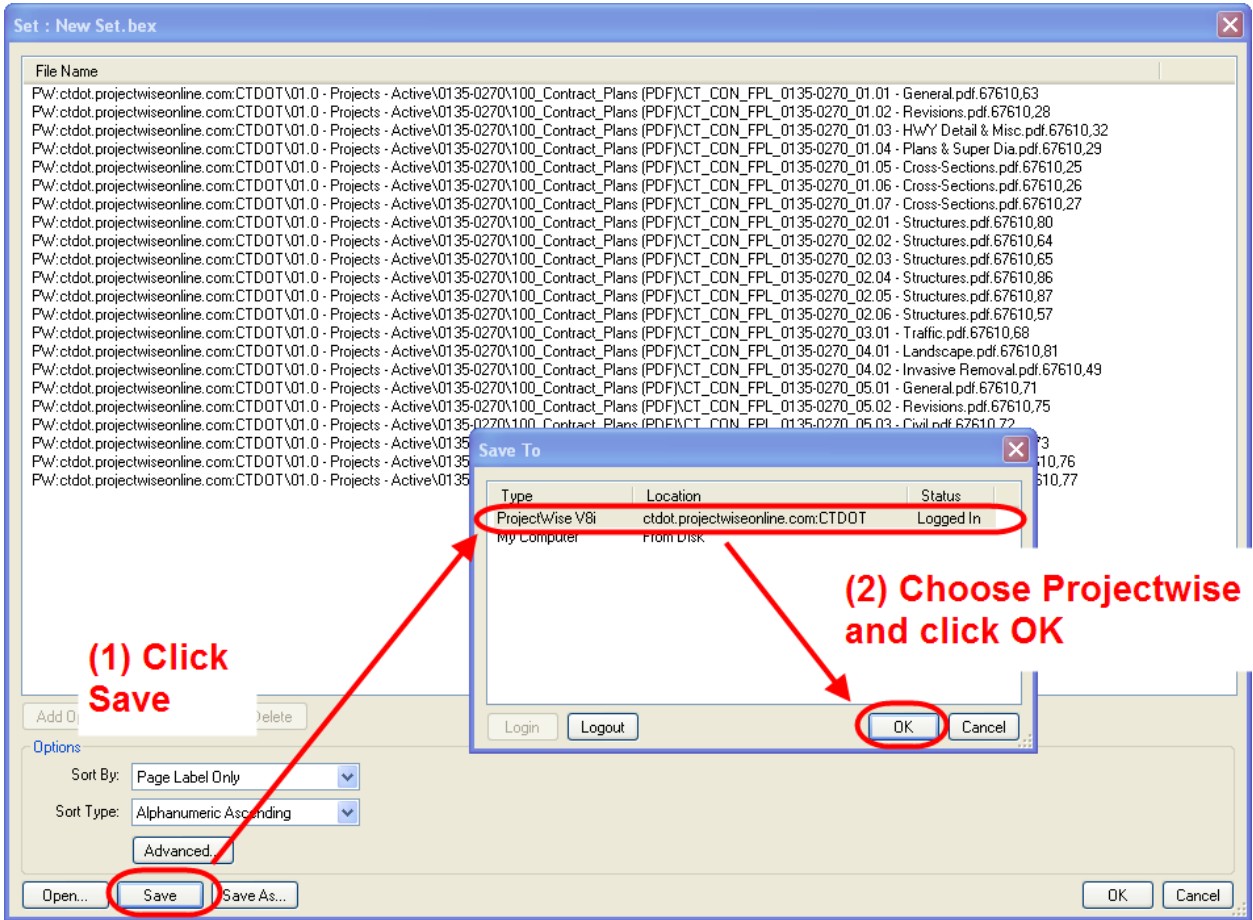 Set : New Set.bex
File Name
PW:ctdot.projectwiseonline.com:CTDOT\01.0 - Projects - Active\0135-0270\100_Contract_Plans (PDF)\CT_CON_FPL_0135-0270_01.01 - General.pdf.67610,63
PW:ctdot.projectwiseonline.com:CTDOT\01.0 - Projects - Active\0135-0270\100_Contract_Plans (PDF)\CT_CON_FPL_0135-0270_01.02 - Revisions.pdf.67610,28
PW:ctdot.projectwiseonline.com:CTDOT\01.0 - Projects - Active\0135-0270\100_Contract_Plans (PDF)\CT_CON_FPL_0135-0270_01.03 - HWY Detail & Misc.pdf.67610,32
PW:ctdot.projectwiseonline.com:CTDOT\01.0 - Projects - Active\0135-0270\100_Contract_Plans (PDF)\CT_CON_FPL_0135-0270_01.04 - Plans & Super Dia.pdf.67610,29
PW:ctdot.projectwiseonline.com:CTDOT\01.0 - Projects - Active\0135-0270\100_Contract_Plans (PDF)\CT_CON_FPL_0135-0270_01.05 - Cross-Sections.pdf.67610,25
PW:ctdot.projectwiseonline.com:CTDOT\01.0 - Projects - Active\0135-0270\100_Contract_Plans (PDF)\CT_CON_FPL_0135-0270_01.06 - Cross-Sections.pdf.67610,26
PW:ctdot.projectwiseonline.com:CTDOT\01.0 - Projects - Active\0135-0270\100_Contract_Plans (PDF)\CT_CON_FPL_0135-0270_01.07 - Cross-Sections.pdf.67610,27
PW:ctdot.projectwiseonline.com:CTDOT\01.0 - Projects - Active\0135-0270\100_Contract_Plans (PDF)\CT_CON_FPL_0135-0270_02.01 - Structures.pdf.67610,80
PW:ctdot.projectwiseonline.com:CTDOT\01.0 - Projects - Active\0135-0270\100_Contract_Plans (PDF)\CT_CON_FPL_0135-0270_02.02 - Structures.pdf.67610,64
PW:ctdot.projectwiseonline.com:CTDOT\01.0 - Projects - Active\0135-0270\100_Contract_Plans (PDF)\CT_CON_FPL_0135-0270_02.03 - Structures.pdf.67610,65
PW:ctdot.projectwiseonline.com:CTDOT\01.0 - Projects - Active\0135-0270\100_Contract_Plans (PDF)\CT_CON_FPL_0135-0270_02.04 - Structures.pdf.67610,86
PW:ctdot.projectwiseonline.com:CTDOT\01.0 - Projects - Active\0135-0270\100_Contract_Plans (PDF)\CT_CON_FPL_0135-0270_02.05 - Structures.pdf.67610,87
PW:ctdot.projectwiseonline.com:CTDOT\01.0 - Projects - Active\0135-0270\100_Contract_Plans (PDF)\CT_CON_FPL_0135-0270_02.06 - Structures.pdf.67610,57
PW:ctdot.projectwiseonline.com:CTDOT\01.0 - Projects - Active\0135-0270\100_Contract_Plans (PDF)\CT_CON_FPL_0135-0270_03.01 - Traffic.pdf.67610,68
PW:ctdot.projectwiseonline.com:CTDOT\01.0 - Projects - Active\0135-0270\100_Contract_Plans (PDF)\CT_CON_FPL_0135-0270_04.01 - Landscape.pdf.67610,81
PW:ctdot.projectwiseonline.com:CTDOT\01.0 - Projects - Active\0135-0270\100_Contract_Plans (PDF)\CT_CON_FPL_0135-0270_04.02 - Invasive Removal.pdf.67610,49
PW:ctdot.projectwiseonline.com:CTDOT\01.0 - Projects - Active\0135-0270\100_Contract_Plans (PDF)\CT_CON_FPL_0135-0270_05.01 - General.pdf.67610,71
PW:ctdot.projectwiseonline.com:CTDOT\01.0 - Projects - Active\0135-0270\100_Contract_Plans (PDF)\CT_CON_FPL_0135-0270_05.02 - Revisions.pdf.67610,75
PW:ctdot.projectwiseonline.com:CTDOT\01.0 - Projects - Active\0135-0270\100_Contract_Plans (PDF)\CT_CON_FPL_0135-0270_05.03 - Civil.pdf.67610,72
PW:ctdot.projectwiseonline.com:CTDOT\01.0 - Projects - Active\0135 73
PW:ctdot.projectwiseonline.com:CTDOT\01.0 - Projects - Active\0135 10,76
PW:ctdot.projectwiseonline.com:CTDOT\01.0 - Projects - Active\0135 510,77
Save To
Type Location Status
ProjectWise V8i ctdot.projectwiseonline.com:CTDOT Logged In
My Computer From Disk
(2) Choose Projectwise
and click OK
(1) Click
Save
Login Logout OK Cancel
Add Delete
Options
Sort By: Page Label Only
Sort Type: Alphanumeric Ascending
Advanced...
Open... Save Save As... OK Cancel